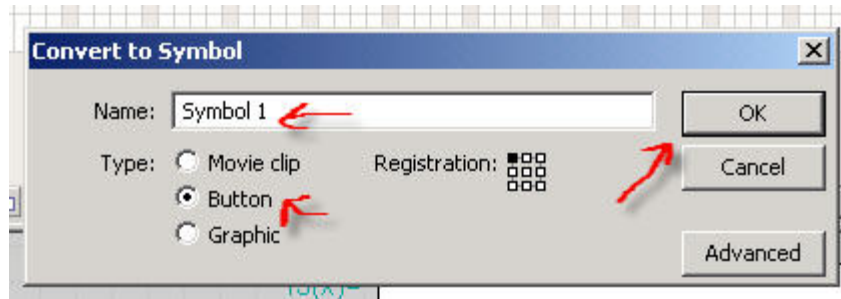 Convert to Symbol
Name: Symbol 1 OK
Type: Movie clip Registration: Cancel
Button
Graphic
Advanced